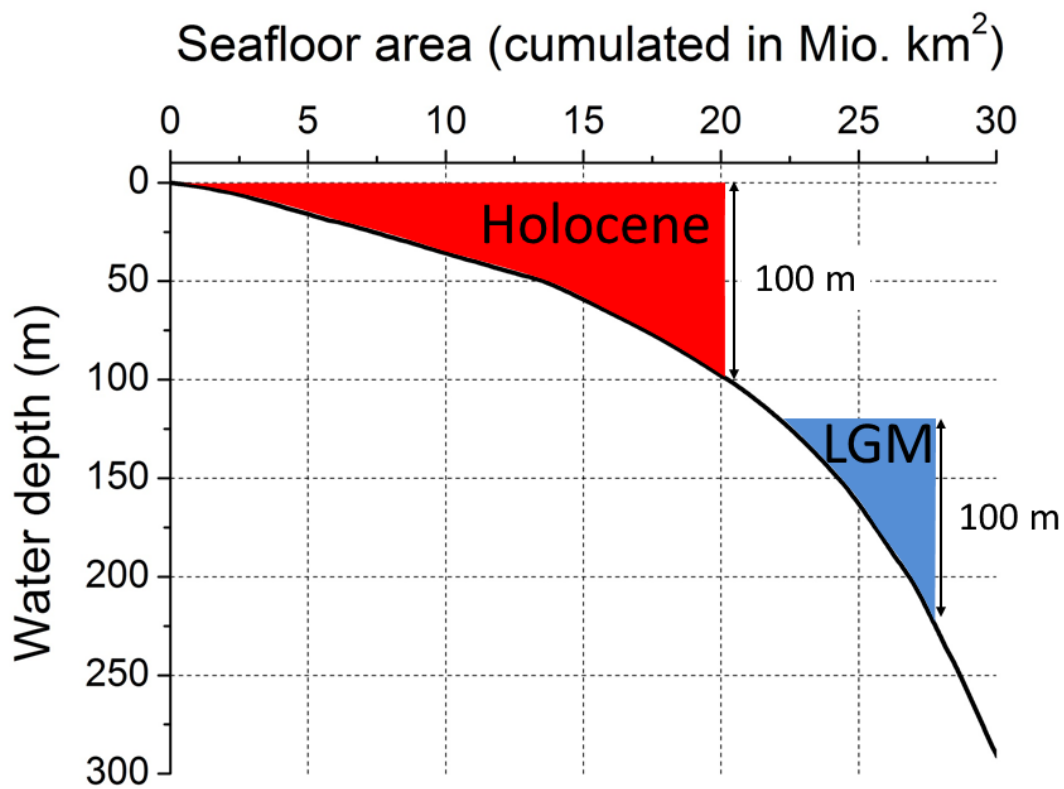 Seafloor area (cumulated in Mio. km²)
0 5 10 15 20 25 30
Water depth (m)
0
50
100
150
200
250
300
Holocene
100 m
LGM
100 m